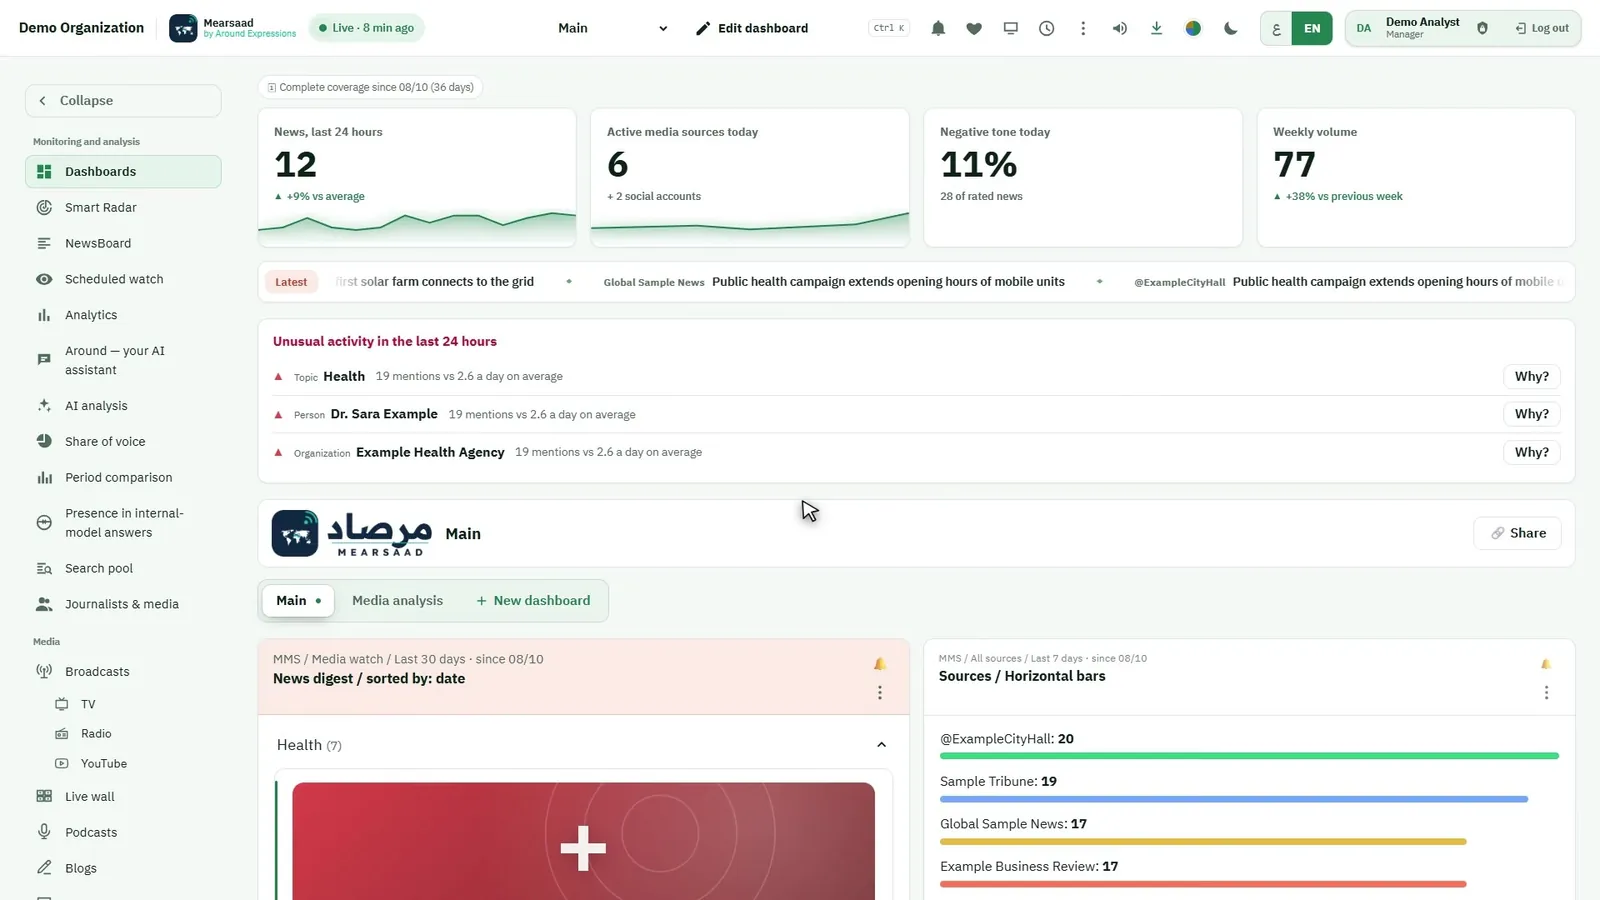 Demo Organization
Mearsaad
by Around Expressions
Live · 8 min ago
Main
Edit dashboard
Ctrl K
ع
EN
DA
Demo Analyst
Manager
Log out
Collapse
Monitoring and analysis
Dashboards
Smart Radar
NewsBoard
Scheduled watch
Analytics
Around — your AI
assistant
AI analysis
Share of voice
Period comparison
Presence in internal-
model answers
Search pool
Journalists & media
Media
Broadcasts
TV
Radio
YouTube
Live wall
Podcasts
Blogs
Complete coverage since 08/10 (36 days)
News, last 24 hours
12
▲ +9% vs average
Active media sources today
6
+ 2 social accounts
Negative tone today
11%
28 of rated news
Weekly volume
77
▲ +38% vs previous week
Latest
first solar farm connects to the grid
Global Sample News Public health campaign extends opening hours of mobile units
@ExampleCityHall Public health campaign extends opening hours of mobile
Unusual activity in the last 24 hours
▲ Topic Health 19 mentions vs 2.6 a day on average
Why?
▲ Person Dr. Sara Example 19 mentions vs 2.6 a day on average
Why?
▲ Organization Example Health Agency 19 mentions vs 2.6 a day on average
Why?
مرصاد
MEARSAAD
Main
Share
Main
Media analysis
+ New dashboard
MMS / Media watch / Last 30 days · since 08/10
News digest / sorted by: date
Health (7)
MMS / All sources / Last 7 days · since 08/10
Sources / Horizontal bars
@ExampleCityHall: 20
Sample Tribune: 19
Global Sample News: 17
Example Business Review: 17